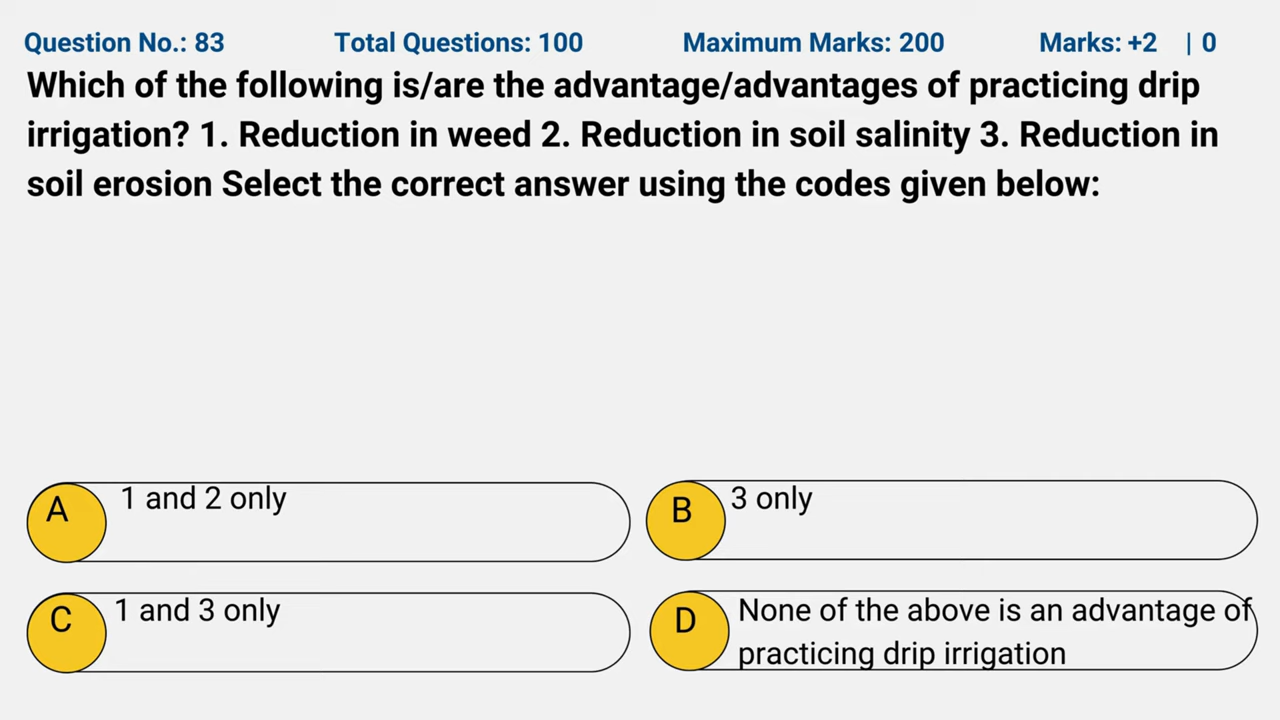 Question No.: 83 Total Questions: 100 Maximum Marks: 200 Marks: +2 | 0
Which of the following is/are the advantage/advantages of practicing drip
irrigation? 1. Reduction in weed 2. Reduction in soil salinity 3. Reduction in
soil erosion Select the correct answer using the codes given below:
A 1 and 2 only
B 3 only
C 1 and 3 only
D None of the above is an advantage of
practicing drip irrigation